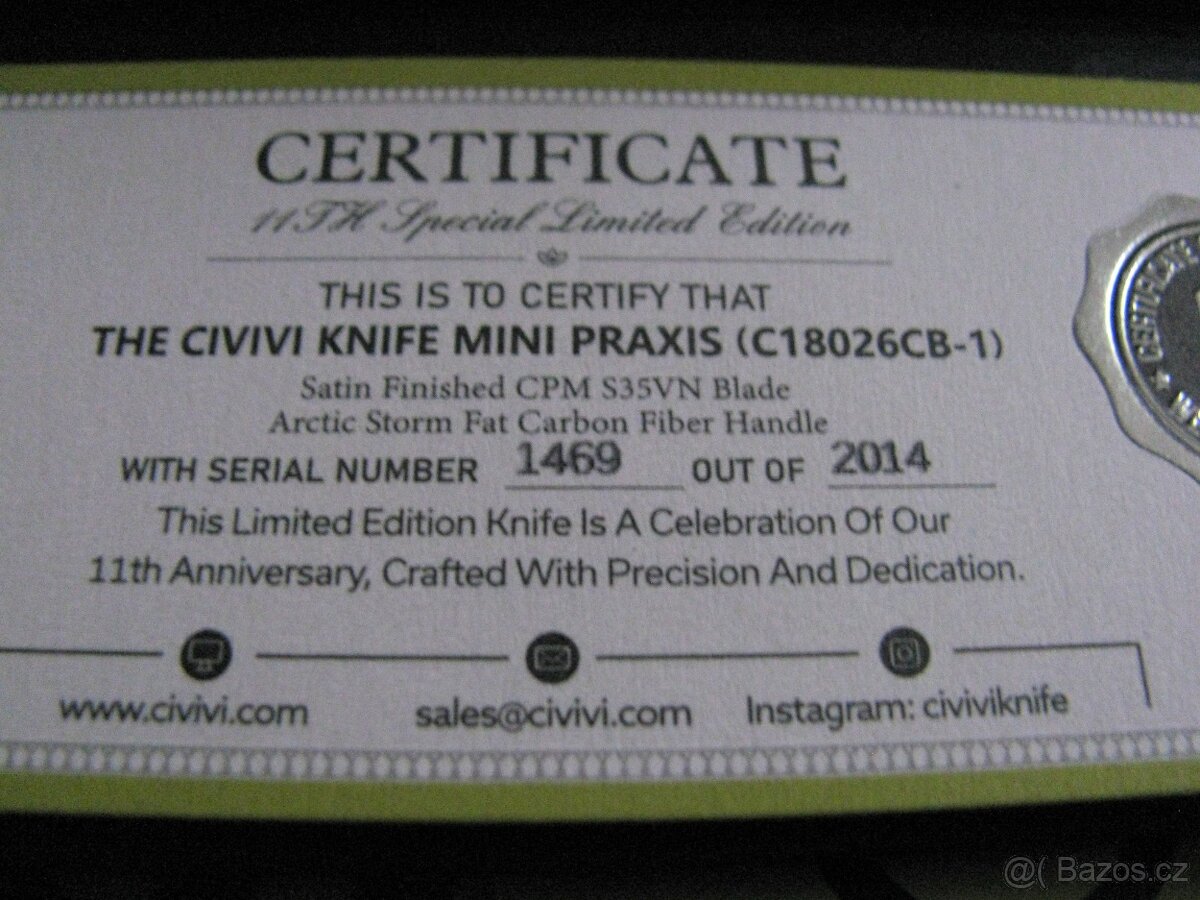 CERTIFICATE
11TH Special Limited Edition
THIS IS TO CERTIFY THAT
THE CIVIVI KNIFE MINI PRAXIS (C18026CB-1)
Satin Finished CPM S35VN Blade
Arctic Storm Fat Carbon Fiber Handle
WITH SERIAL NUMBER 1469 OUT OF 2014
This Limited Edition Knife Is A Celebration Of Our
11th Anniversary, Crafted With Precision And Dedication.
www.civivi.com sales@civivi.com Instagram: civiviknife
CERTIFICATE
@( Bazos.cz